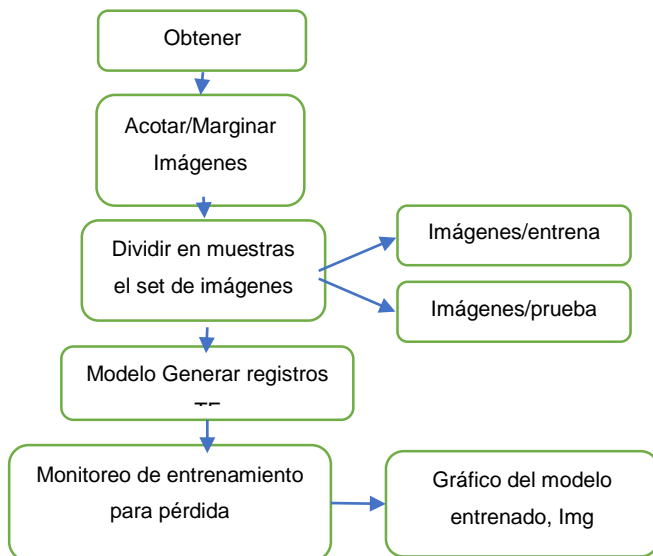 Obtener
Acotar/Marginar
Imágenes
Dividir en muestras
el set de imágenes
Imágenes/entrena
Imágenes/prueba
Modelo Generar registros
Monitoreo de entrenamiento
para pérdida
Gráfico del modelo
entrenado, Img